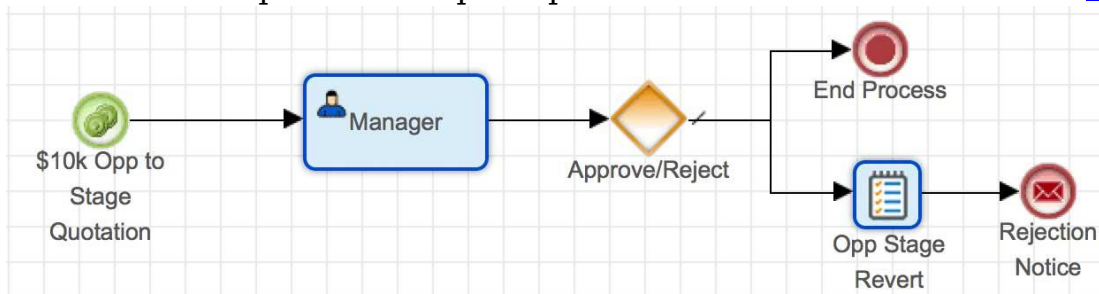 $10k Opp to
Stage
Quotation
Manager
Approve/Reject
End Process
Opp Stage
Revert
Rejection
Notice